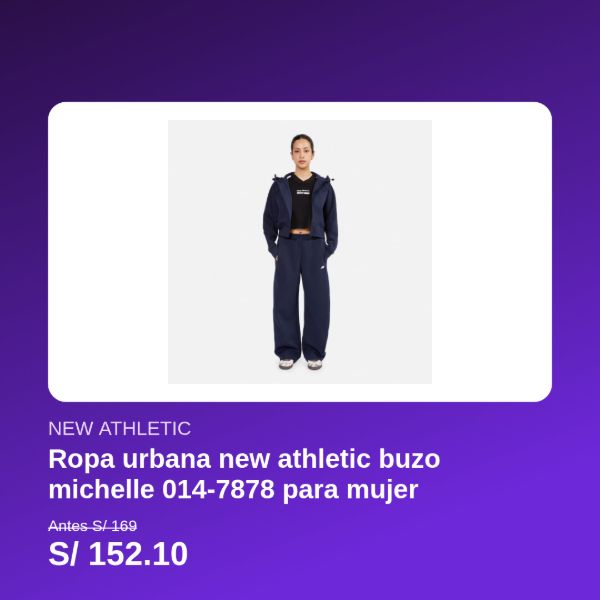 NEW ATHLETIC
Ropa urbana new athletic buzo
michelle 014-7878 para mujer
Antes S/ 169
S/ 152.10